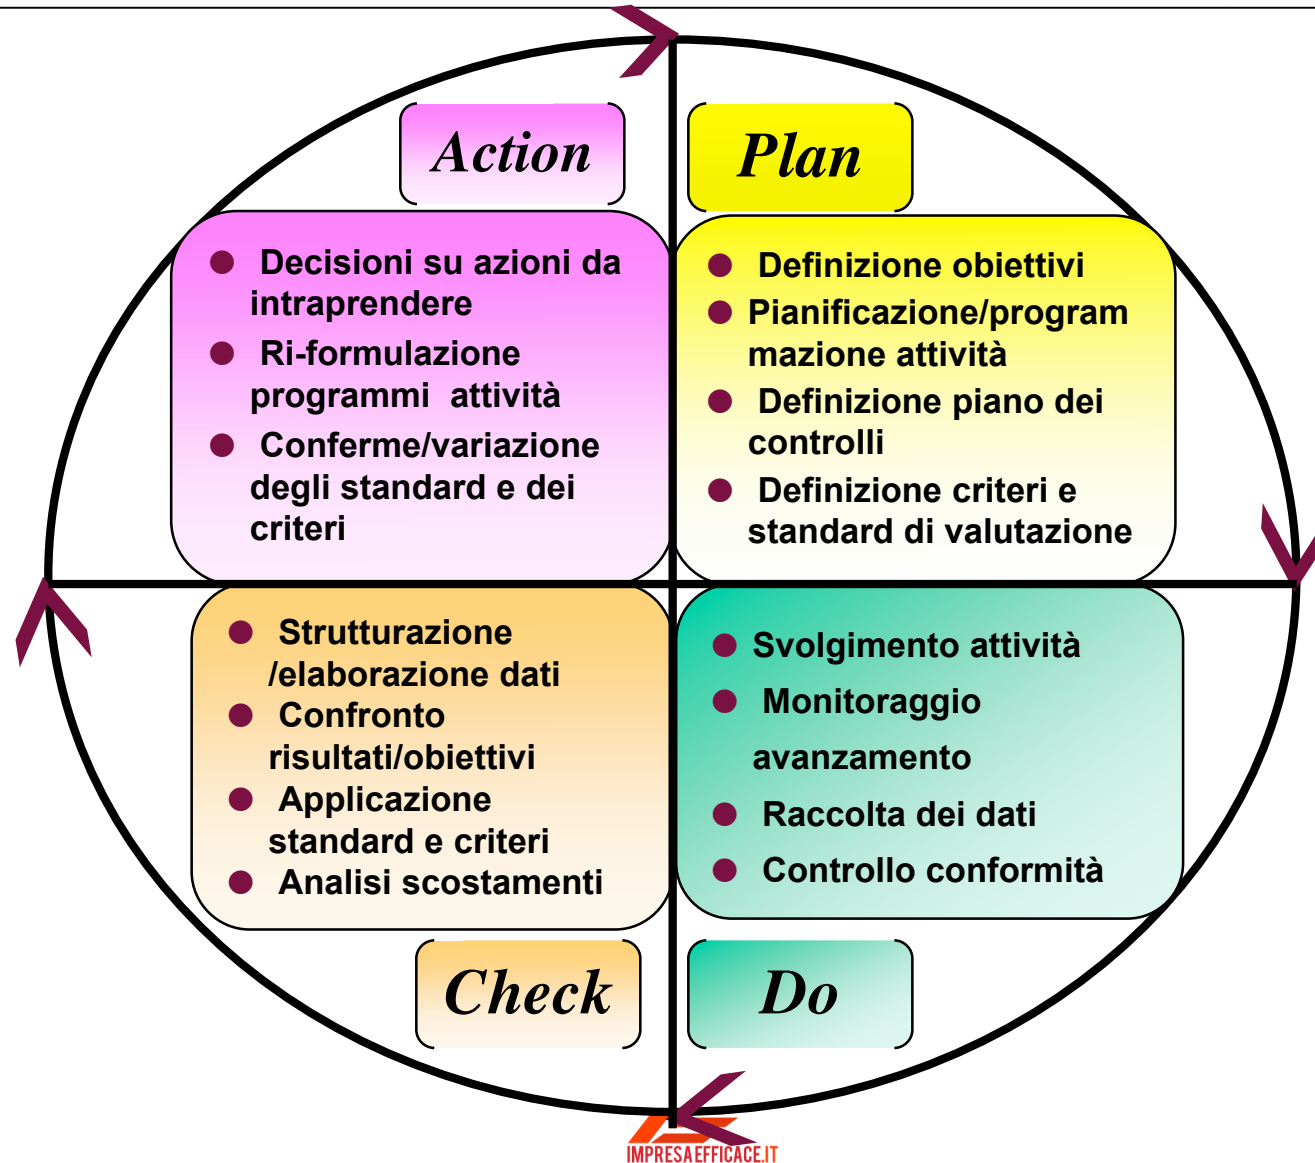 Action
Decisioni su azioni da
intraprendere
Ri-formulazione
programmi attività
Conferme/variazione
degli standard e dei
criteri
Plan
Definizione obiettivi
Pianificazione/program
mazione attività
Definizione piano dei
controlli
Definizione criteri e
standard di valutazione
Strutturazione
/elaborazione dati
Confronto
risultati/obiettivi
Applicazione
standard e criteri
Analisi scostamenti
Check
Svolgimento attività
Monitoraggio
avanzamento
Raccolta dei dati
Controllo conformità
Do
IMPRESAEFFICACE.IT